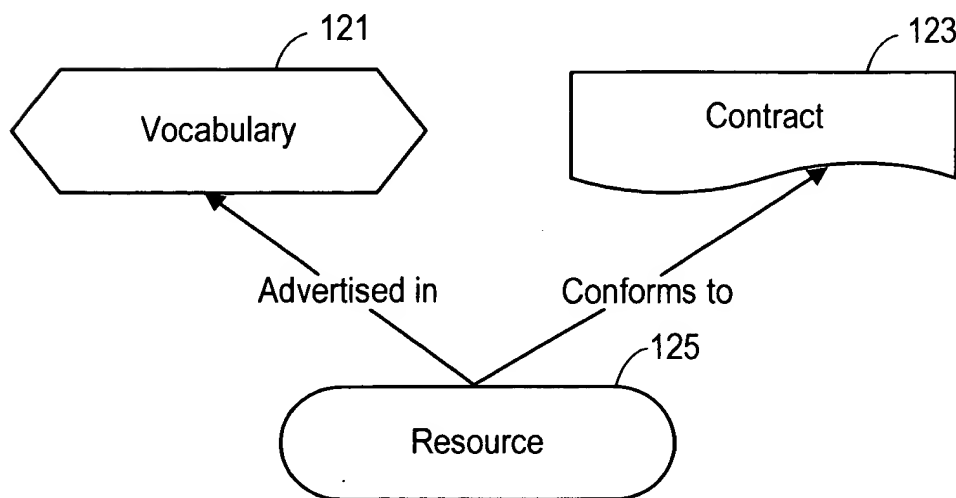 121
123
Vocabulary
Contract
Advertised in
Conforms to
125
Resource